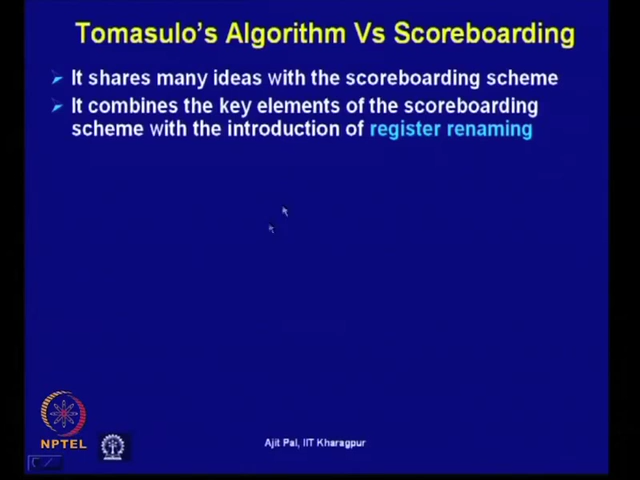 Tomasulo's Algorithm Vs Scoreboarding
It shares many ideas with the scoreboarding scheme
It combines the key elements of the scoreboarding
scheme with the introduction of register renaming
NPTEL
Ajit Pal, IIT Kharagpur